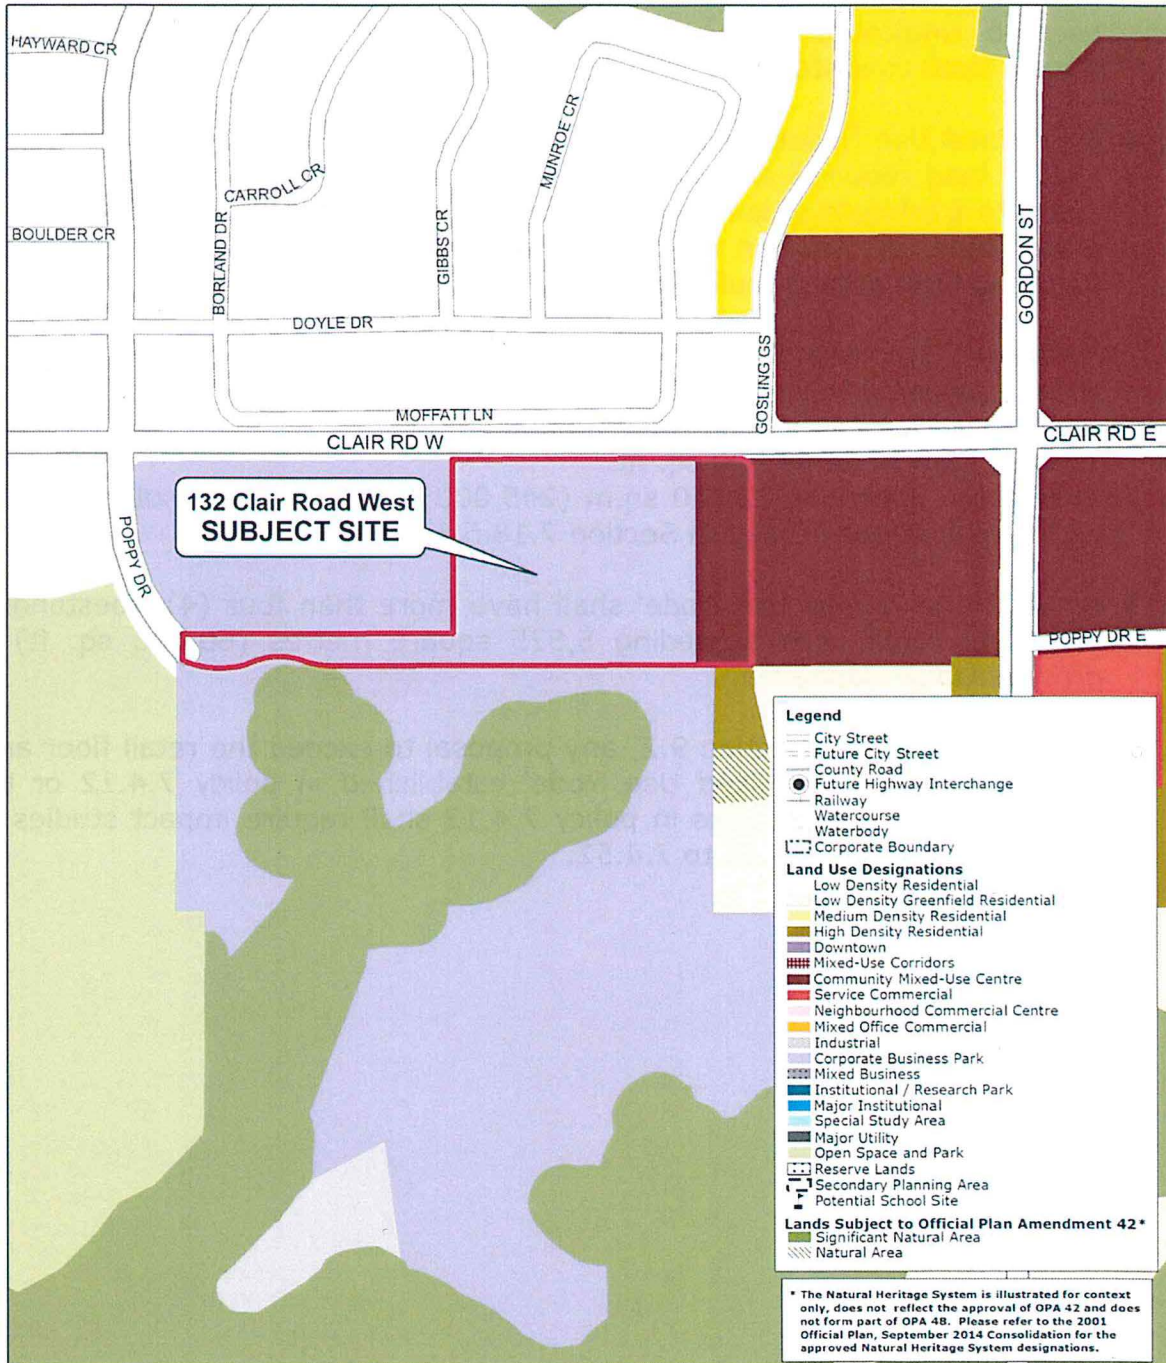 HAYWARD CR
CARROLL CR
MUNROE CR
BOULDER CR
BORLAND DR
GIBBS CR
GORDON ST
DOYLE DR
GOSLING GS
MOFFATT LN
CLAIR RD W
CLAIR RD E
132 Clair Road West
SUBJECT SITE
POPPY DR
POPPY DR E
Legend
City Street
Future City Street
County Road
Future Highway Interchange
Railway
Watercourse
Waterbody
Corporate Boundary
Land Use Designations
Low Density Residential
Low Density Greenfield Residential
Medium Density Residential
High Density Residential
Downtown
Mixed-Use Corridors
Community Mixed-Use Centre
Service Commercial
Neighbourhood Commercial Centre
Mixed Office Commercial
Industrial
Corporate Business Park
Mixed Business
Institutional / Research Park
Major Institutional
Special Study Area
Major Utility
Open Space and Park
Reserve Lands
Secondary Planning Area
Potential School Site
Lands Subject to Official Plan Amendment 42*
Significant Natural Area
Natural Area
* The Natural Heritage System is illustrated for context
only, does not reflect the approval of OPA 42 and does
not form part of OPA 48. Please refer to the 2001
Official Plan, September 2014 Consolidation for the
approved Natural Heritage System designations.